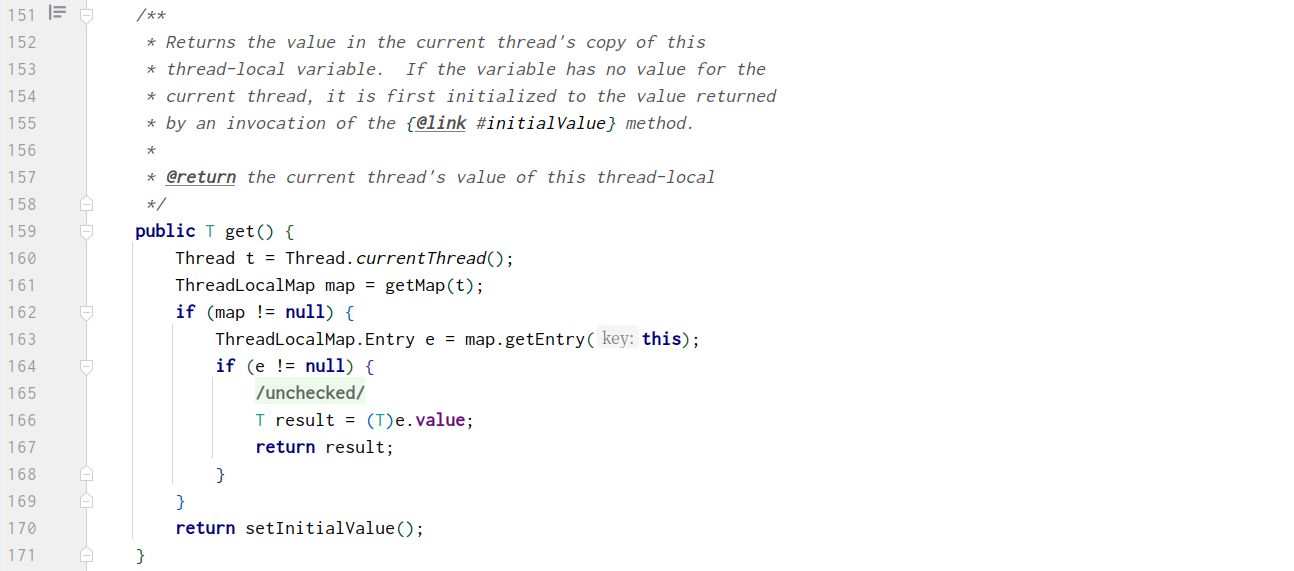 151 /**
152 * Returns the value in the current thread's copy of this
153 * thread-local variable.  If the variable has no value for the
154 * current thread, it is first initialized to the value returned
155 * by an invocation of the {@link #initialValue} method.
156 *
157 * @return the current thread's value of this thread-local
158 */
159 public T get() {
160 Thread t = Thread.currentThread();
161 ThreadLocalMap map = getMap(t);
162 if (map != null) {
163 ThreadLocalMap.Entry e = map.getEntry( key: this);
164 if (e != null) {
165 /unchecked/
166 T result = (T)e.value;
167 return result;
168 }
169 }
170 return setInitialValue();
171 }